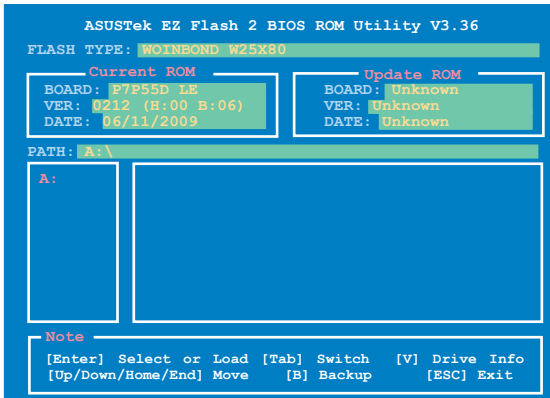 ASUSTek EZ Flash 2 BIOS ROM Utility V3.36
FLASH TYPE: WOINBOND W25X80
Current ROM
BOARD: P7P55D LE
VER: 0212 (H:00 B:06)
DATE: 06/11/2009
Update ROM
BOARD: Unknown
VER: Unknown
DATE: Unknown
PATH: A:\
A:
Note
[Enter] Select or Load [Tab] Switch [V] Drive Info
[Up/Down/Home/End] Move [B] Backup [ESC] Exit